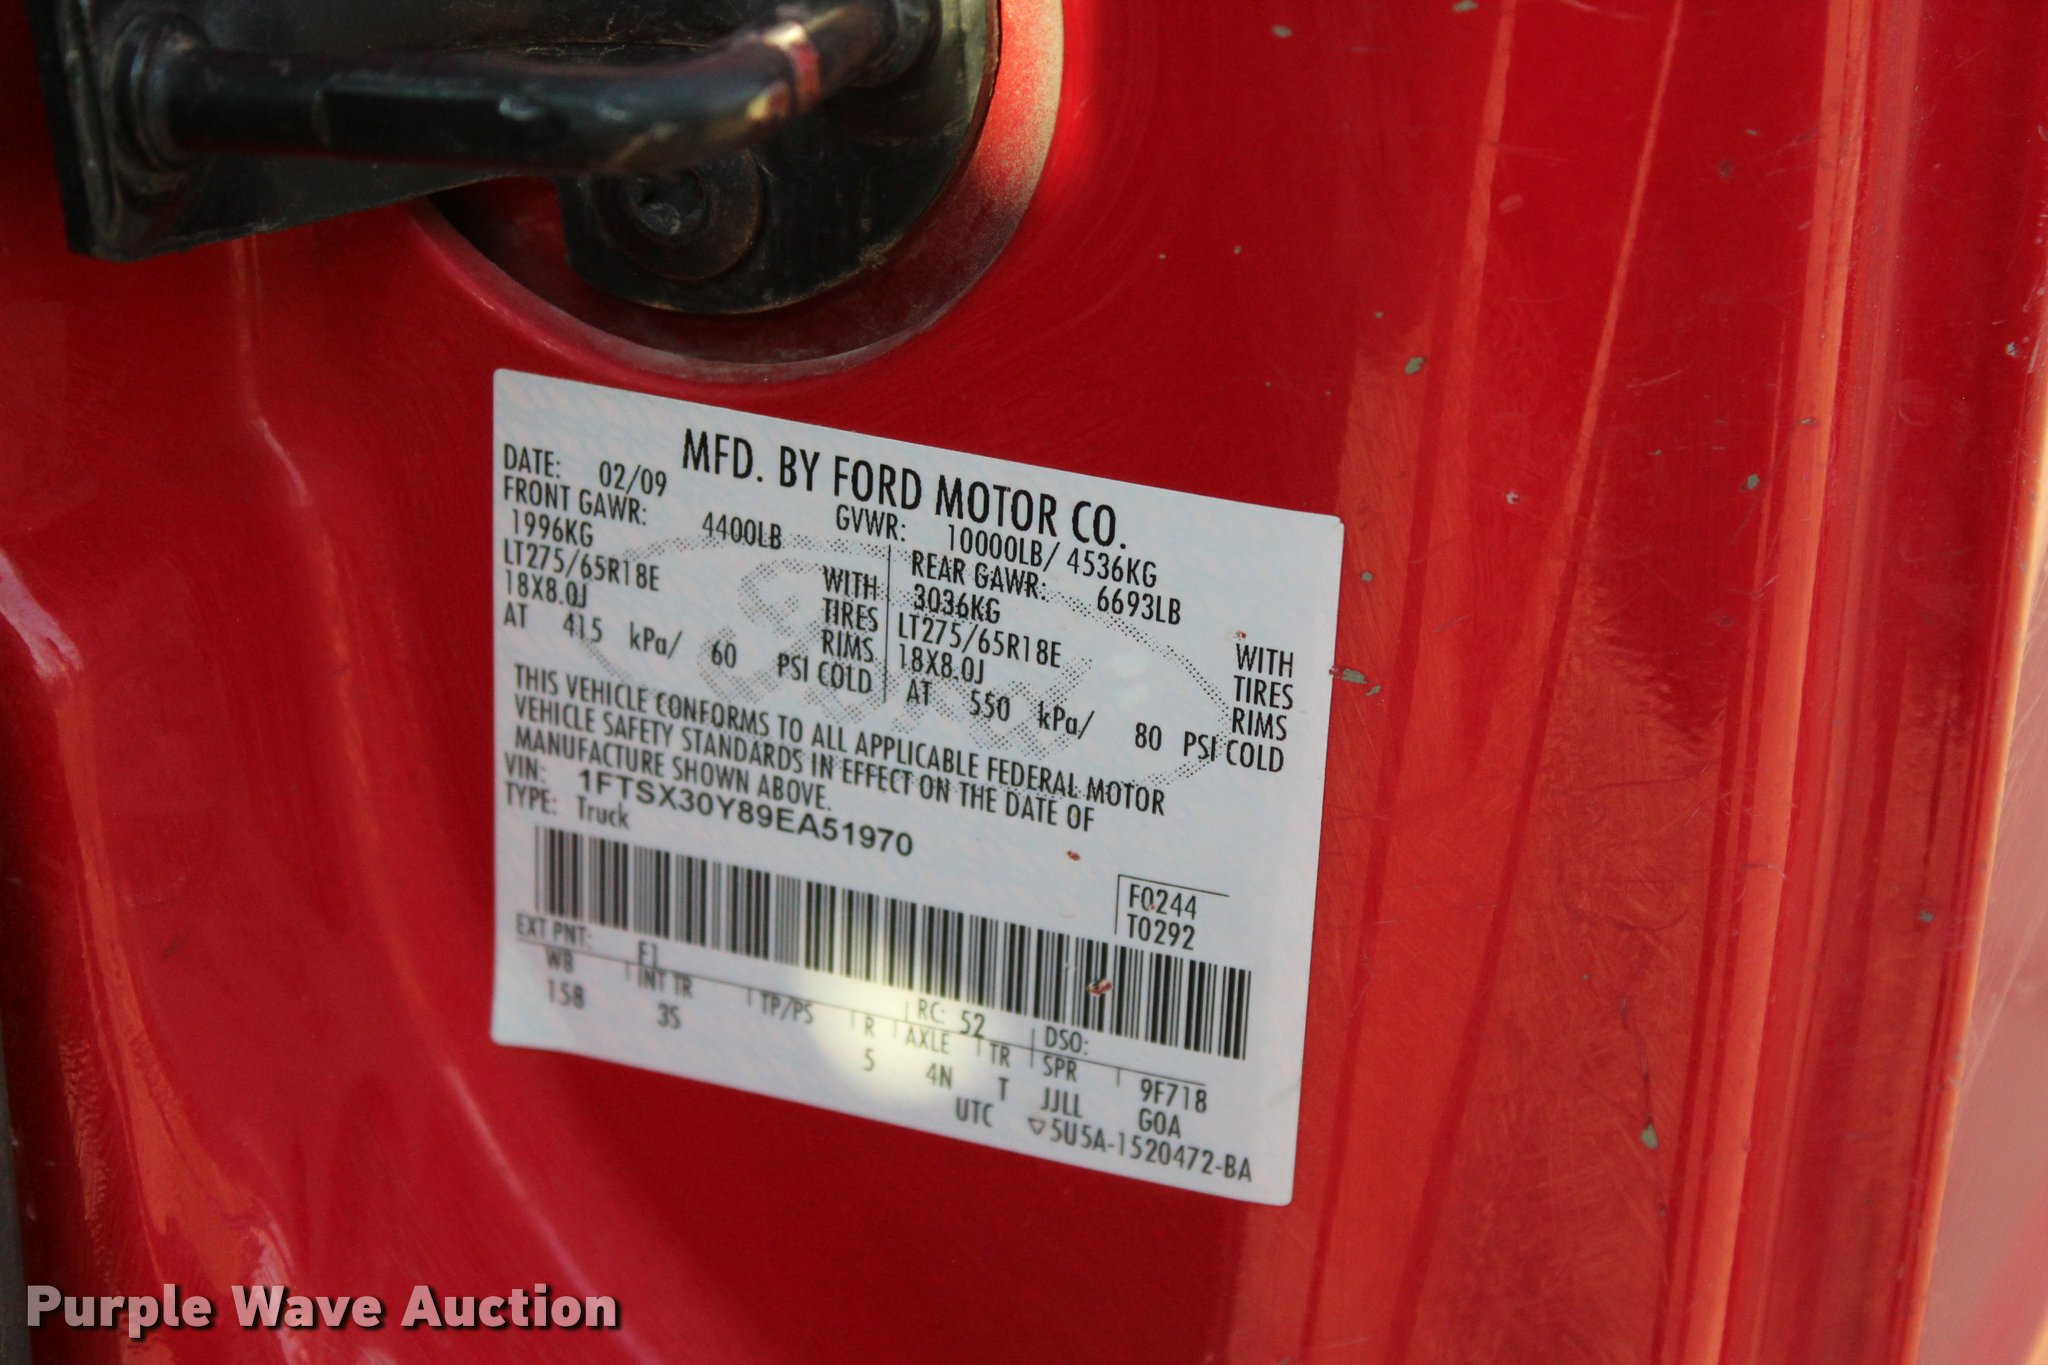 MFD. BY FORD MOTOR CO.
DATE: 02/09 GVWR: 10000LB/ 4536KG
FRONT GAWR: 4400LB REAR GAWR: 6693LB
1996KG WITH 3036KG WITH
LT275/65R18E TIRES LT275/65R18E TIRES
18X8.0J RIMS 18X8.0J RIMS
AT 415 kPa/ 60 PSI COLD AT 550 kPa/ 80 PSI COLD
THIS VEHICLE CONFORMS TO ALL APPLICABLE FEDERAL MOTOR
VEHICLE SAFETY STANDARDS IN EFFECT ON THE DATE OF
MANUFACTURE SHOWN ABOVE.
VIN: 1FTSX30Y89EA51970
TYPE: Truck
F0244
T0292
EXT PNT: F1 RC: 52 DSO:
WB INT TR TP/PS R AXLE TR SPR 9F718
158 3S 5 4N T JJLL G0A
UTC ▽5U5A-1520472-BA
Ford
Purple Wave Auction